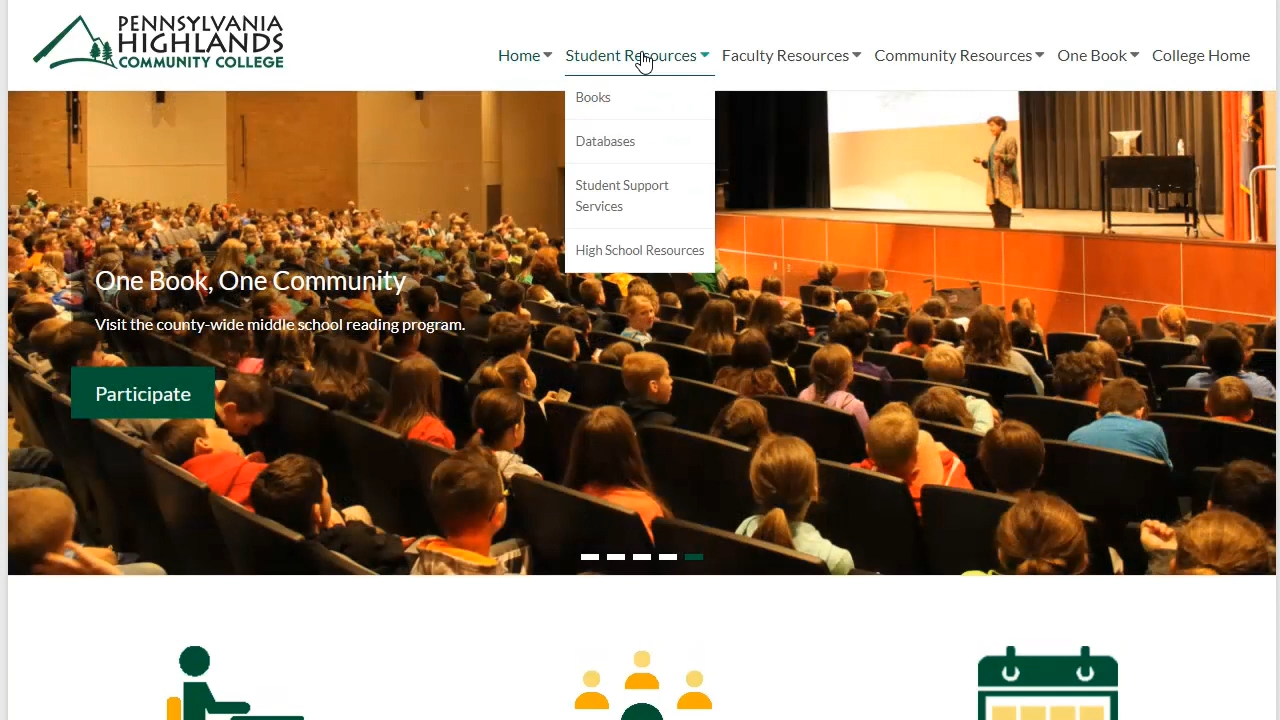 PENNSYLVANIA
HIGHLANDS
COMMUNITY COLLEGE
Home Student Resources Faculty Resources Community Resources One Book College Home
Books
Databases
Student Support
Services
High School Resources
One Book, One Community
Visit the county-wide middle school reading program.
Participate